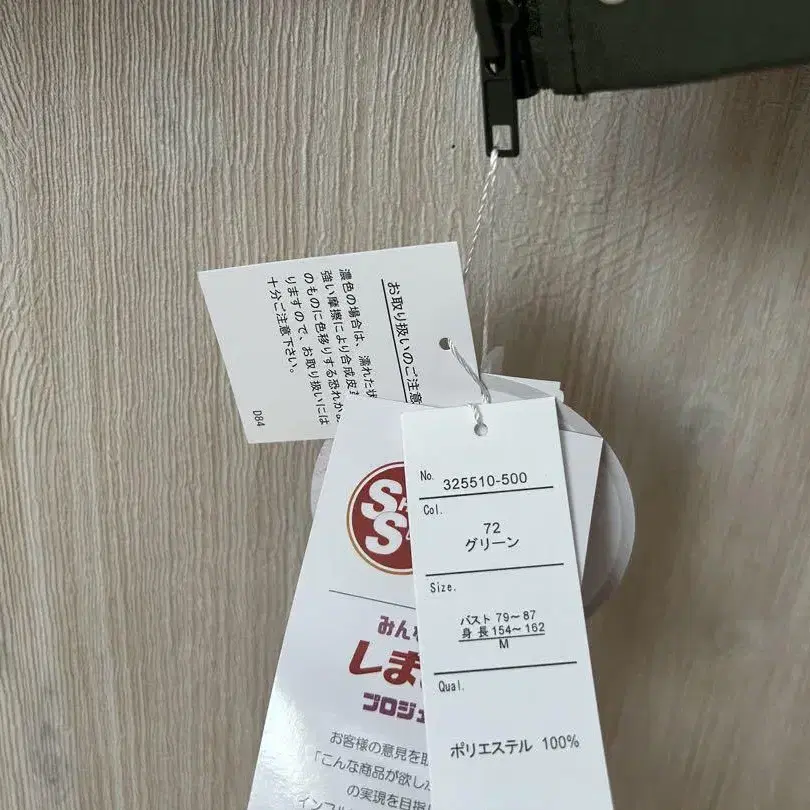 お取り扱いのご注意
濃色の場合は、濡れた状
強い摩擦により合成皮
のものに色移りする恐れが
りますので、お取り扱いには
十分ご注意下さい。
D84
S
S
みん
しま
プロジェ
お客様の意見を
「こんな商品が欲し
の実現を目指
インフル
No. 325510-500
Col.
72
グリーン
Size.
バスト 79～87
身 長 154～162
M
Qual.
ポリエステル 100%